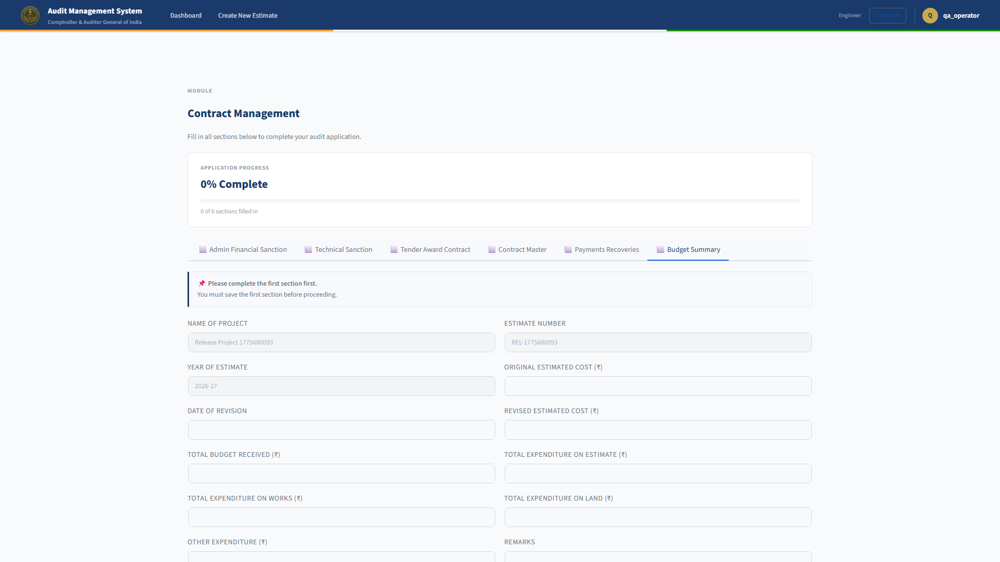 Audit Management System
Comptroller & Auditor General of India
Dashboard
Create New Estimate
Engineer
Sign Out
Q
qa_operator
MODULE
Contract Management
Fill in all sections below to complete your audit application.
APPLICATION PROGRESS
0% Complete
0 of 6 sections filled in
Admin Financial Sanction
Technical Sanction
Tender Award Contract
Contract Master
Payments Recoveries
Budget Summary
Please complete the first section first.
You must save the first section before proceeding.
NAME OF PROJECT
ESTIMATE NUMBER
Release Project 1775680093
REL-1775680093
YEAR OF ESTIMATE
ORIGINAL ESTIMATED COST (₹)
2026-27
DATE OF REVISION
REVISED ESTIMATED COST (₹)
TOTAL BUDGET RECEIVED (₹)
TOTAL EXPENDITURE ON ESTIMATE (₹)
TOTAL EXPENDITURE ON WORKS (₹)
TOTAL EXPENDITURE ON LAND (₹)
OTHER EXPENDITURE (₹)
REMARKS